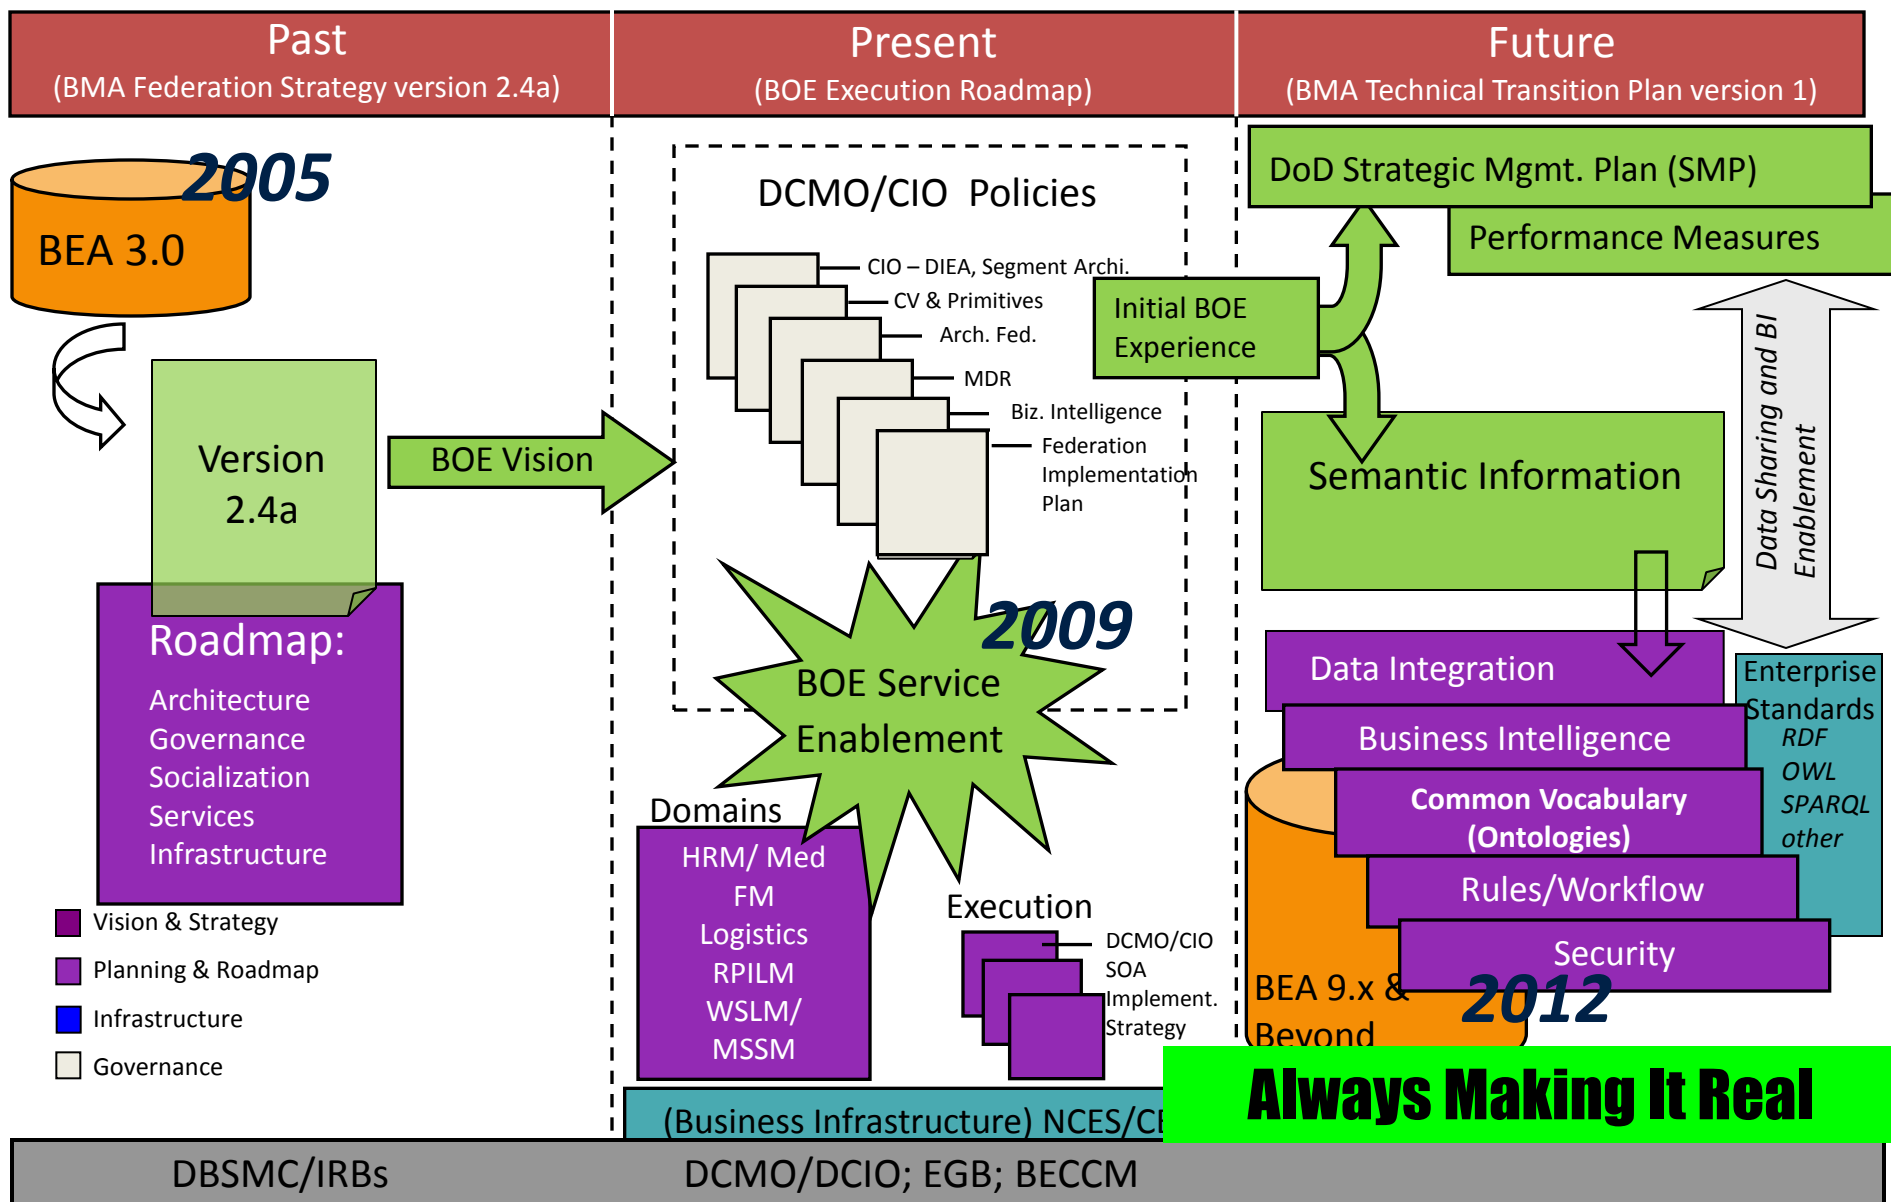 Past
(BMA Federation Strategy version 2.4a)
Present
(BOE Execution Roadmap)
Future
(BMA Technical Transition Plan version 1)
2005
BEA 3.0
Version
2.4a
Roadmap:
Architecture
Governance
Socialization
Services
Infrastructure
Vision & Strategy
Planning & Roadmap
Infrastructure
Governance
BOE Vision
DCMO/CIO Policies
CIO – DIEA, Segment Archi.
CV & Primitives
Arch. Fed.
MDR
Biz. Intelligence
Federation
Implementation
Plan
Initial BOE
Experience
2009
BOE Service
Enablement
Domains
HRM/ Med
FM
Logistics
RPILM
WSLM/
MSSM
Execution
DCMO/CIO
SOA
Implement.
Strategy
(Business Infrastructure) NCES/
DoD Strategic Mgmt. Plan (SMP)
Performance Measures
Data Sharing and BI
Enablement
Semantic Information
Data Integration
Business Intelligence
Common Vocabulary
(Ontologies)
Rules/Workflow
Security
Enterprise
Standards
RDF
OWL
SPARQL
other
BEA 9.x &
Beyond
2012
Always Making It Real
DBSMC/IRBs
DCMO/DCIO; EGB; BECCM